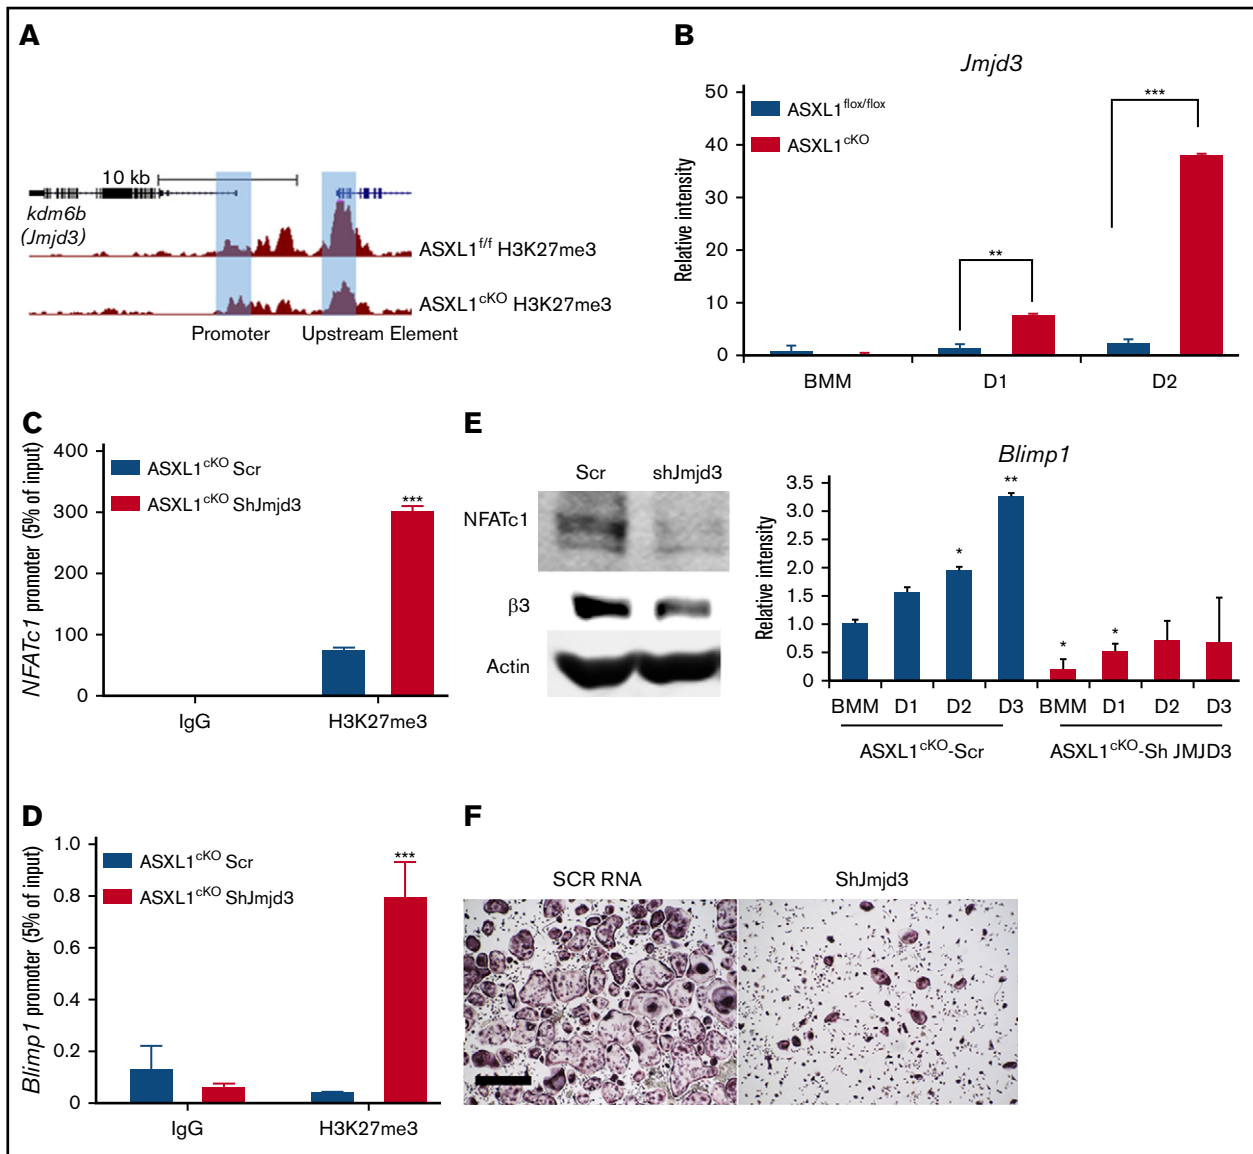 A
10 kb
kdm6b
(Jmjd3)
ASXL1f/f H3K27me3
ASXL1cKO H3K27me3
Promoter Upstream Element
B
Jmjd3
ASXL1flox/flox
ASXL1cKO
Relative intensity
50
40
30
20
10
0
**
***
BMM D1 D2
C
NFATc1 promoter (5% of input)
400
300
200
100
0
ASXL1cKO Scr
ASXL1cKO ShJmjd3
***
IgG H3K27me3
E
Scr shJmjd3
NFATc1
β3
Actin
Blimp1
Relative intensity
3.5
3.0
2.5
2.0
1.5
1.0
0.5
0
*
**
*
*
BMM D1 D2 D3 BMM D1 D2 D3
ASXL1cKO-Scr ASXL1cKO-Sh JMJD3
D
Blimp1 promoter (5% of input)
1.0
0.8
0.6
0.4
0.2
0
ASXL1cKO Scr
ASXL1cKO ShJmjd3
***
IgG H3K27me3
F
SCR RNA ShJmjd3